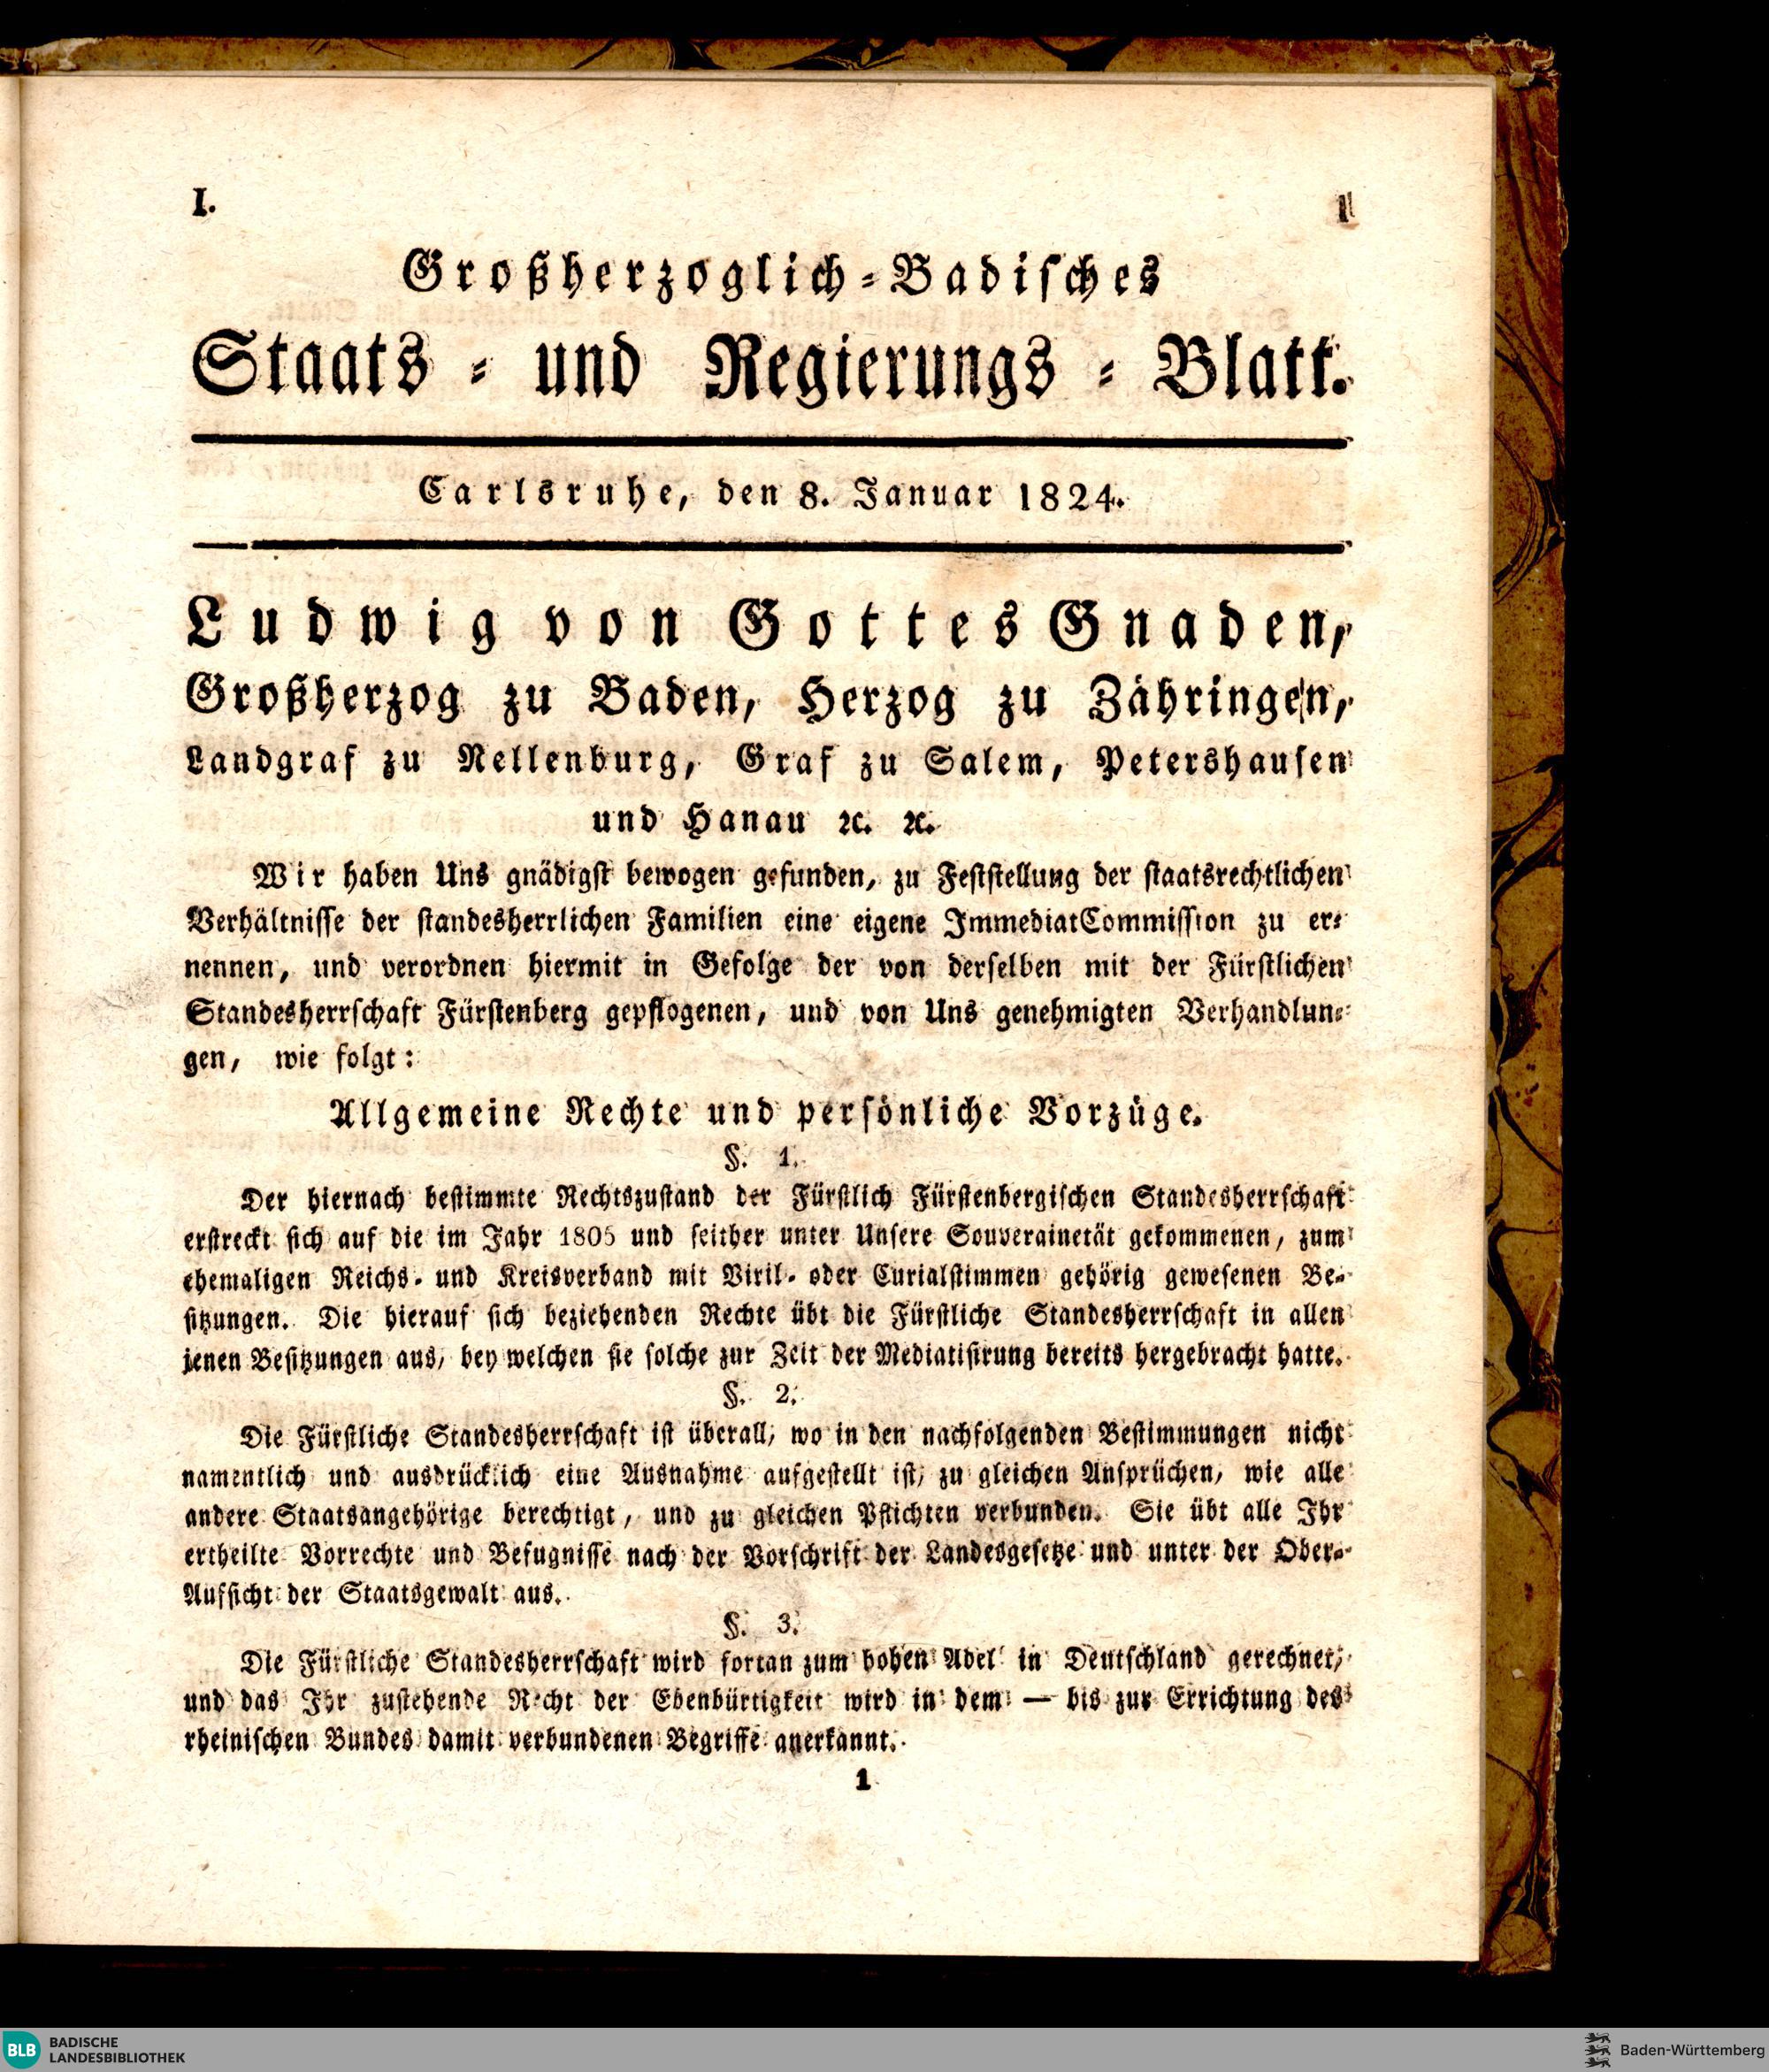 I.
1
Großherzoglich-Badisches
Staats- und Regierungs-Blatt.
Carlsruhe, den 8. Januar 1824.
Ludwig von Gottes Gnaden,
Großherzog zu Baden, Herzog zu Zähringen,
Landgraf zu Nellenburg, Graf zu Salem, Petershausen
und Hanau ꝛc. ꝛc.
Wir haben Uns gnädigst bewogen gefunden, zu Feststellung der staatsrechtlichen
Verhältnisse der standesherrlichen Familien eine eigene ImmediatCommission zu er-
nennen, und verordnen hiermit in Gefolge der von derselben mit der Fürstlichen
Standesherrschaft Fürstenberg gepflogenen, und von Uns genehmigten Verhandlun-
gen, wie folgt:
Allgemeine Rechte und persönliche Vorzüge.
§. 1.
Der hiernach bestimmte Rechtszustand der Fürstlich Fürstenbergischen Standesherrschaft
erstreckt sich auf die im Jahr 1805 und seither unter Unsere Souverainetät gekommenen, zum
ehemaligen Reichs- und Kreisverband mit Viril- oder Curialstimmen gehörig gewesenen Be-
sitzungen. Die hierauf sich beziehenden Rechte übt die Fürstliche Standesherrschaft in allen
jenen Besitzungen aus, bey welchen sie solche zur Zeit der Mediatisirung bereits hergebracht hatte.
§. 2.
Die Fürstliche Standesherrschaft ist überall, wo in den nachfolgenden Bestimmungen nicht
namentlich und ausdrücklich eine Ausnahme aufgestellt ist, zu gleichen Ansprüchen, wie alle
andere Staatsangehörige berechtigt, und zu gleichen Pflichten verbunden. Sie übt alle Ihr
ertheilte Vorrechte und Befugnisse nach der Vorschrift der Landesgesetze und unter der Ober-
Aufsicht der Staatsgewalt aus.
§. 3.
Die Fürstliche Standesherrschaft wird fortan zum hohen Adel in Deutschland gerechnet,
und das Ihr zustehende Recht der Ebenbürtigkeit wird in dem — bis zur Errichtung des
rheinischen Bundes damit verbundenen Begriffe anerkannt.
1
BLB BADISCHE
LANDESBIBLIOTHEK
Baden-Württemberg